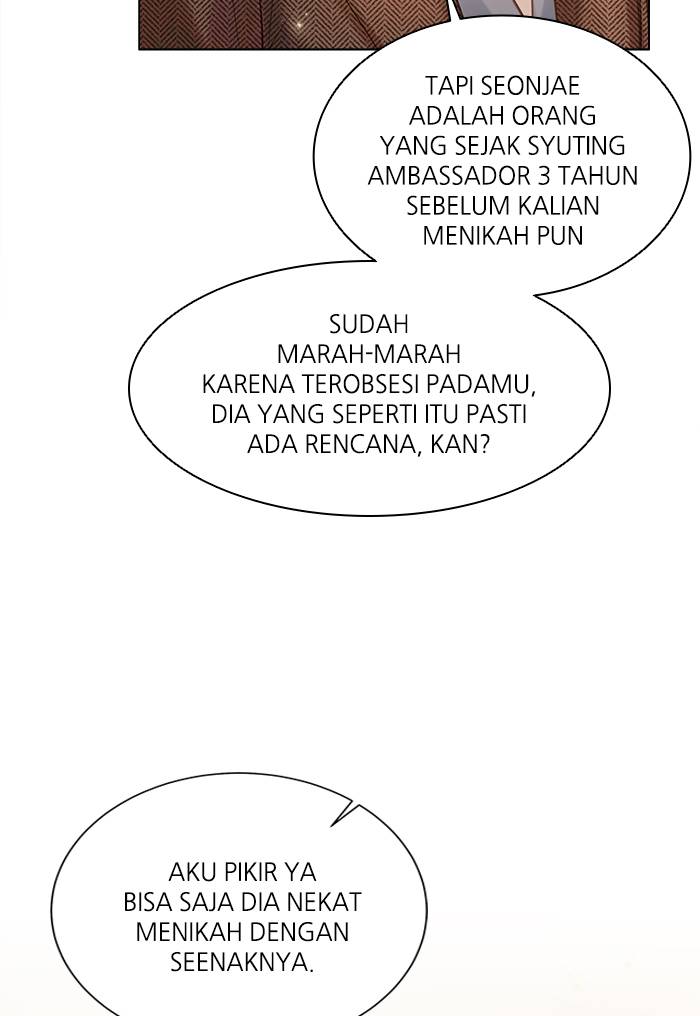 TAPI SEONJAE
ADALAH ORANG
YANG SEJAK SYUTING
AMBASSADOR 3 TAHUN
SEBELUM KALIAN
MENIKAH PUN
SUDAH
MARAH-MARAH
KARENA TEROBSESI PADAMU,
DIA YANG SEPERTI ITU PASTI
ADA RENCANA, KAN?
AKU PIKIR YA
BISA SAJA DIA NEKAT
MENIKAH DENGAN
SEENAKNYA.